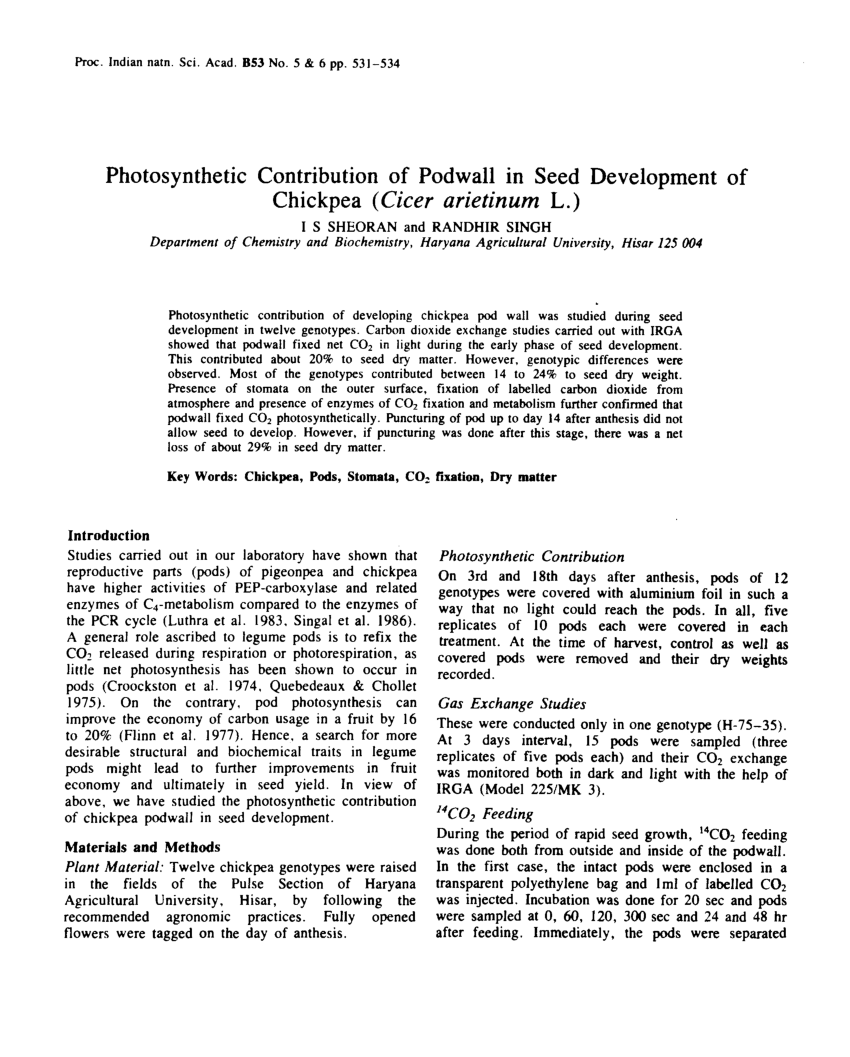 Proc. Indian natn. Sci. Acad. B53 No. 5 & 6 pp. 531–534
Photosynthetic Contribution of Podwall in Seed Development of
Chickpea (Cicer arietinum L.)
I S SHEORAN and RANDHIR SINGH
Department of Chemistry and Biochemistry, Haryana Agricultural University, Hisar 125 004
Photosynthetic contribution of developing chickpea pod wall was studied during seed
development in twelve genotypes. Carbon dioxide exchange studies carried out with IRGA
showed that podwall fixed net CO₂ in light during the early phase of seed development.
This contributed about 20% to seed dry matter. However, genotypic differences were
observed. Most of the genotypes contributed between 14 to 24% to seed dry weight.
Presence of stomata on the outer surface, fixation of labelled carbon dioxide from
atmosphere and presence of enzymes of CO₂ fixation and metabolism further confirmed that
podwall fixed CO₂ photosynthetically. Puncturing of pod up to day 14 after anthesis did not
allow seed to develop. However, if puncturing was done after this stage, there was a net
loss of about 29% in seed dry matter.
Key Words: Chickpea, Pods, Stomata, CO₂ fixation, Dry matter
Introduction
Studies carried out in our laboratory have shown that
reproductive parts (pods) of pigeonpea and chickpea
have higher activities of PEP-carboxylase and related
enzymes of C₄-metabolism compared to the enzymes of
the PCR cycle (Luthra et al. 1983, Singal et al. 1986).
A general role ascribed to legume pods is to refix the
CO₂ released during respiration or photorespiration, as
little net photosynthesis has been shown to occur in
pods (Croockston et al. 1974, Quebedeaux & Chollet
1975). On the contrary, pod photosynthesis can
improve the economy of carbon usage in a fruit by 16
to 20% (Flinn et al. 1977). Hence, a search for more
desirable structural and biochemical traits in legume
pods might lead to further improvements in fruit
economy and ultimately in seed yield. In view of
above, we have studied the photosynthetic contribution
of chickpea podwall in seed development.
Materials and Methods
Plant Material: Twelve chickpea genotypes were raised
in the fields of the Pulse Section of Haryana
Agricultural University, Hisar, by following the
recommended agronomic practices. Fully opened
flowers were tagged on the day of anthesis.
Photosynthetic Contribution
On 3rd and 18th days after anthesis, pods of 12
genotypes were covered with aluminium foil in such a
way that no light could reach the pods. In all, five
replicates of 10 pods each were covered in each
treatment. At the time of harvest, control as well as
covered pods were removed and their dry weights
recorded.
Gas Exchange Studies
These were conducted only in one genotype (H-75–35).
At 3 days interval, 15 pods were sampled (three
replicates of five pods each) and their CO₂ exchange
was monitored both in dark and light with the help of
IRGA (Model 225/MK 3).
¹⁴CO₂ Feeding
During the period of rapid seed growth, ¹⁴CO₂ feeding
was done both from outside and inside of the podwall.
In the first case, the intact pods were enclosed in a
transparent polyethylene bag and 1ml of labelled CO₂
was injected. Incubation was done for 20 sec and pods
were sampled at 0, 60, 120, 300 sec and 24 and 48 hr
after feeding. Immediately, the pods were separated